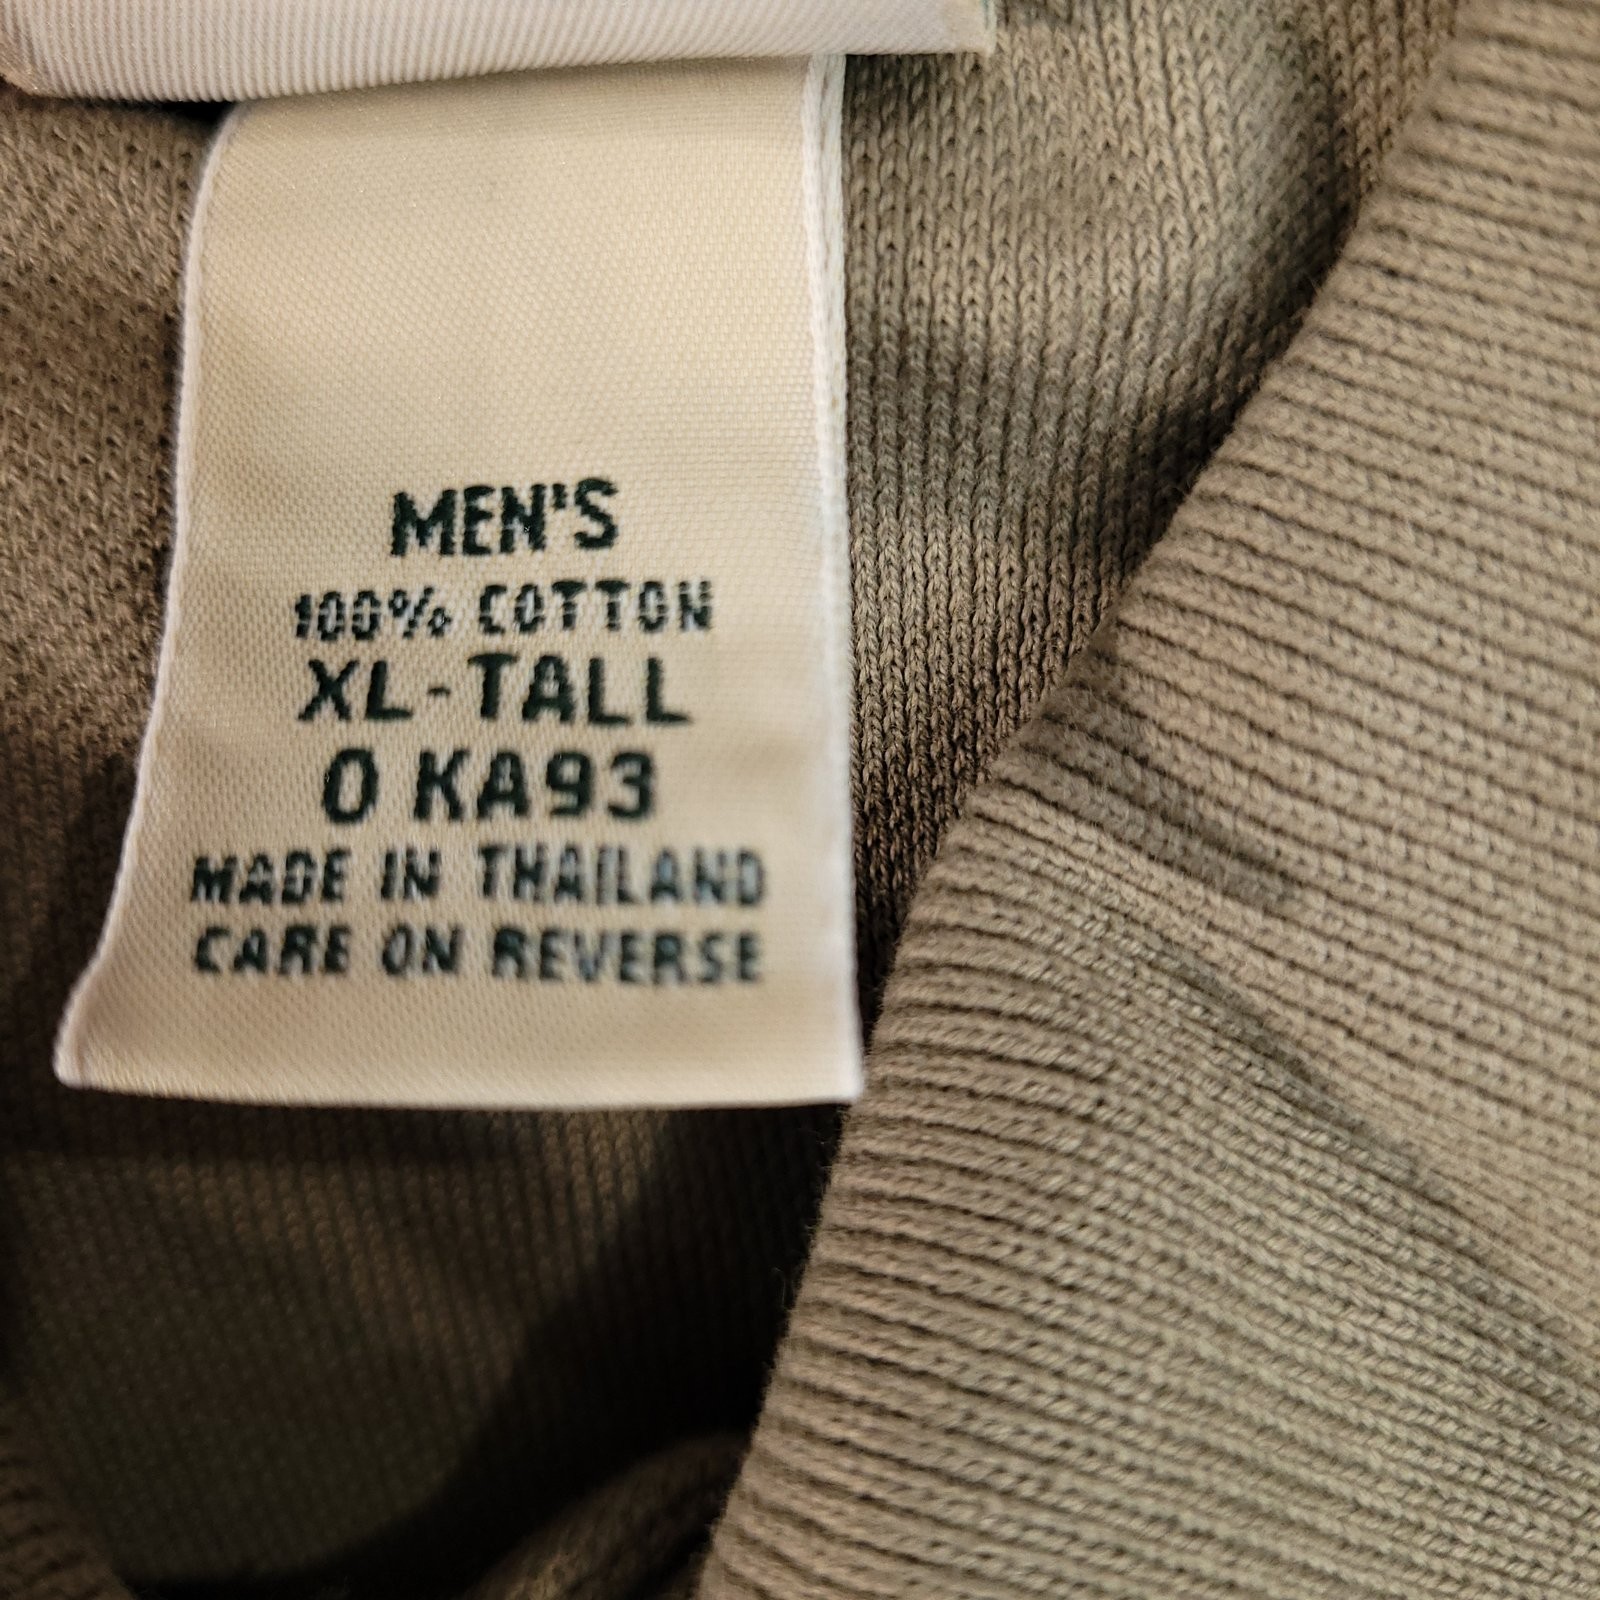 MEN'S
100% COTTON
XL-TALL
0 KA93
MADE IN THAILAND
CARE ON REVERSE